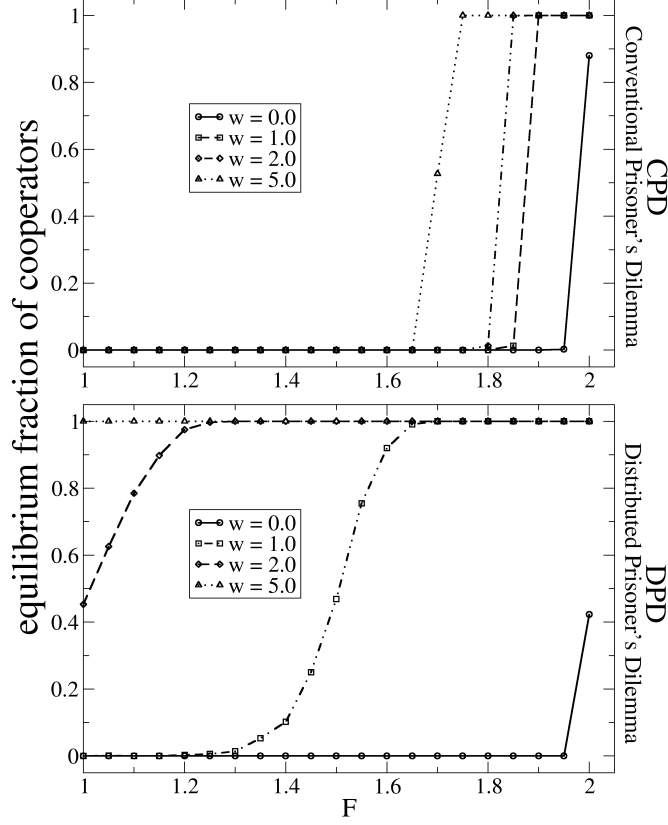 equilibrium fraction of cooperators
1
0.8
0.6
0.4
0.2
0
w = 0.0
w = 1.0
w = 2.0
w = 5.0
1
1.2
1.4
1.6
1.8
2
CPD
Conventional Prisoner's Dilemma
1
0.8
0.6
0.4
0.2
0
w = 0.0
w = 1.0
w = 2.0
w = 5.0
1
1.2
1.4
1.6
1.8
2
F
DPD
Distributed Prisoner's Dilemma